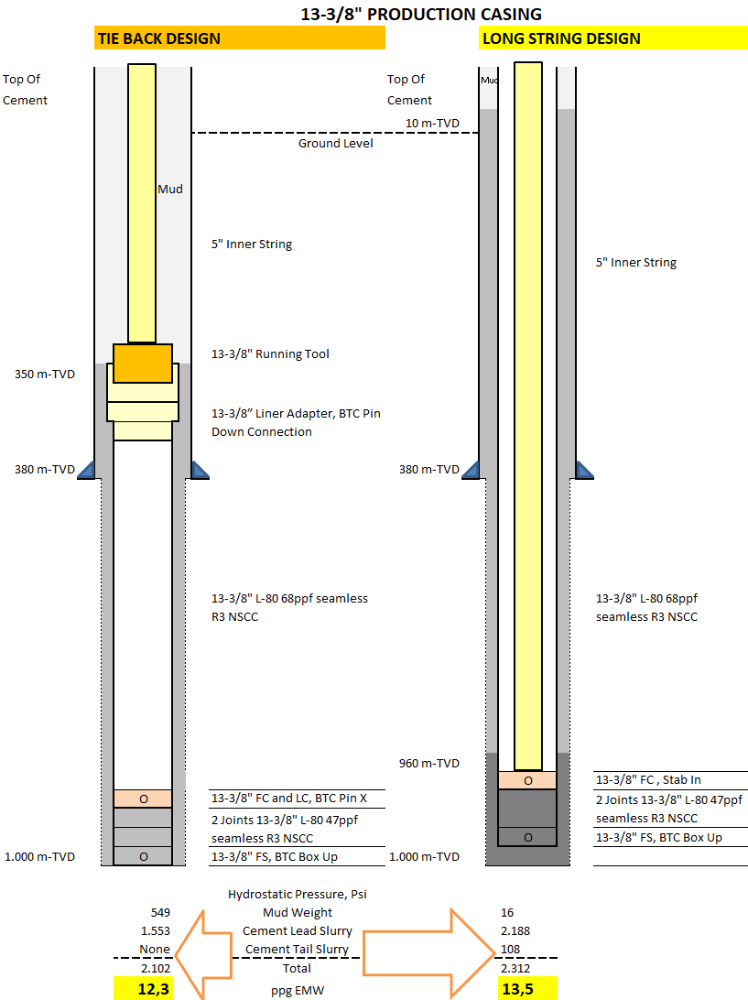 13-3/8" PRODUCTION CASING
TIE BACK DESIGN
LONG STRING DESIGN
Top Of
Cement
Mud
5" Inner String
13-3/8" Running Tool
350 m-TVD
13-3/8” Liner Adapter, BTC Pin
Down Connection
380 m-TVD
13-3/8" L-80 68ppf seamless
R3 NSCC
O
13-3/8" FC and LC, BTC Pin X
2 Joints 13-3/8" L-80 47ppf
seamless R3 NSCC
O
13-3/8" FS, BTC Box Up
1.000 m-TVD
Ground Level
Top Of
Cement
Mud
10 m-TVD
5" Inner String
380 m-TVD
13-3/8" L-80 68ppf
seamless R3 NSCC
960 m-TVD
O
13-3/8" FC , Stab In
2 Joints 13-3/8" L-80 47ppf
seamless R3 NSCC
O
13-3/8" FS, BTC Box Up
1.000 m-TVD
Hydrostatic Pressure, Psi
549 Mud Weight 16
1.553 Cement Lead Slurry 2.188
None Cement Tail Slurry 108
2.102 Total 2.312
12,3 ppg EMW 13,5